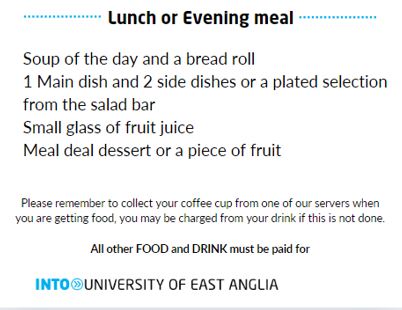 Lunch or Evening meal
Soup of the day and a bread roll
1 Main dish and 2 side dishes or a plated selection
from the salad bar
Small glass of fruit juice
Meal deal dessert or a piece of fruit
Please remember to collect your coffee cup from one of our servers when
you are getting food, you may be charged from your drink if this is not done.
All other FOOD and DRINK must be paid for
INTO UNIVERSITY OF EAST ANGLIA